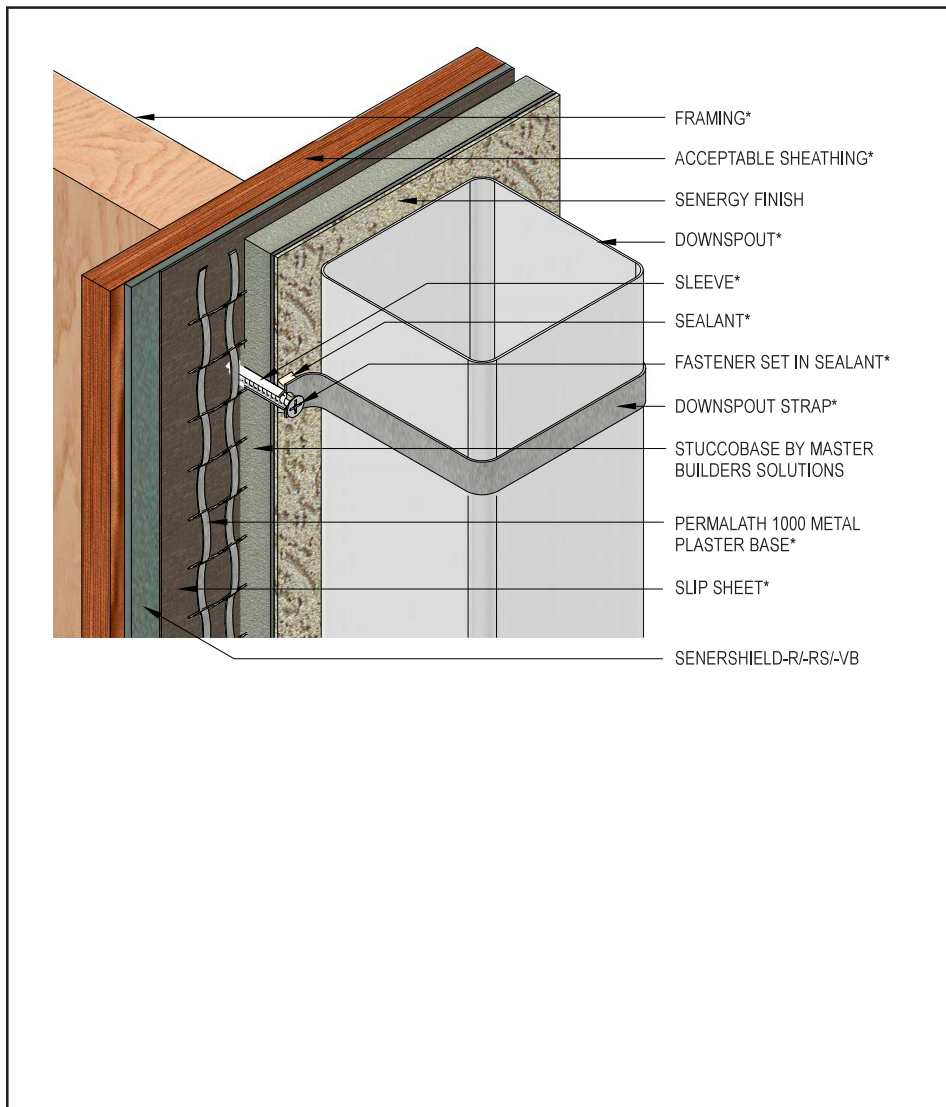 FRAMING*
ACCEPTABLE SHEATHING*
SENERGY FINISH
DOWNSPOUT*
SLEEVE*
SEALANT*
FASTENER SET IN SEALANT*
DOWNSPOUT STRAP*
STUCCOBASE BY MASTER
BUILDERS SOLUTIONS
PERMALATH 1000 METAL
PLASTER BASE*
SLIP SHEET*
SENERSHIELD-R/-RS/-VB